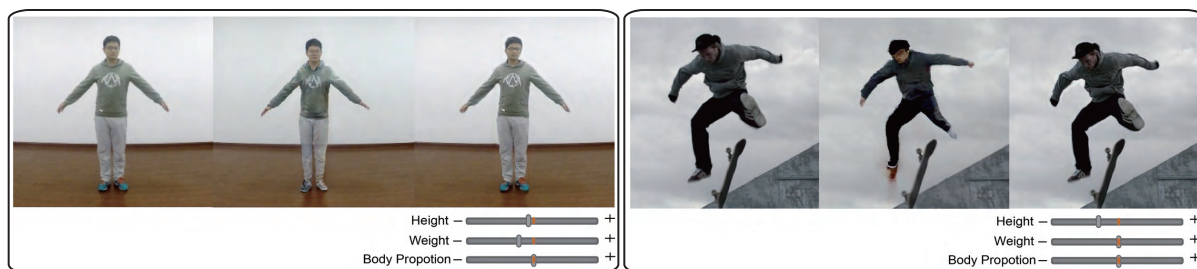 Height − +
Weight − +
Body Propotion − +
Height − +
Weight − +
Body Propotion − +